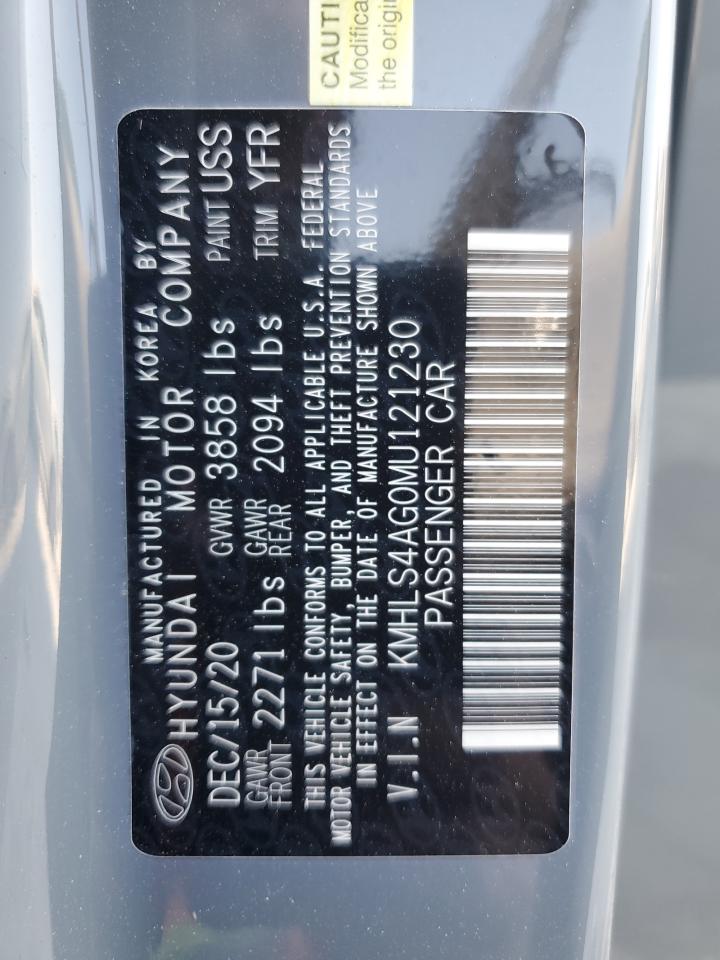 CAUTI
Modifica
the origi
MANUFACTURED IN KOREA BY
HYUNDAI MOTOR COMPANY
DEC/15/20 GVWR 3858 lbs PAINT USS
GAWR FRONT 2271 lbs GAWR REAR 2094 lbs TRIM YFR
THIS VEHICLE CONFORMS TO ALL APPLICABLE U.S.A. FEDERAL
MOTOR VEHICLE SAFETY, BUMPER, AND THEFT PREVENTION STANDARDS
IN EFFECT ON THE DATE OF MANUFACTURE SHOWN ABOVE
V.I.N KMHLS4AG0MU121230
PASSENGER CAR